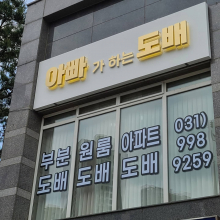 아빠가 하는 도배
부분 원룸 아파트 031)
도배 도배 도배 998
9259